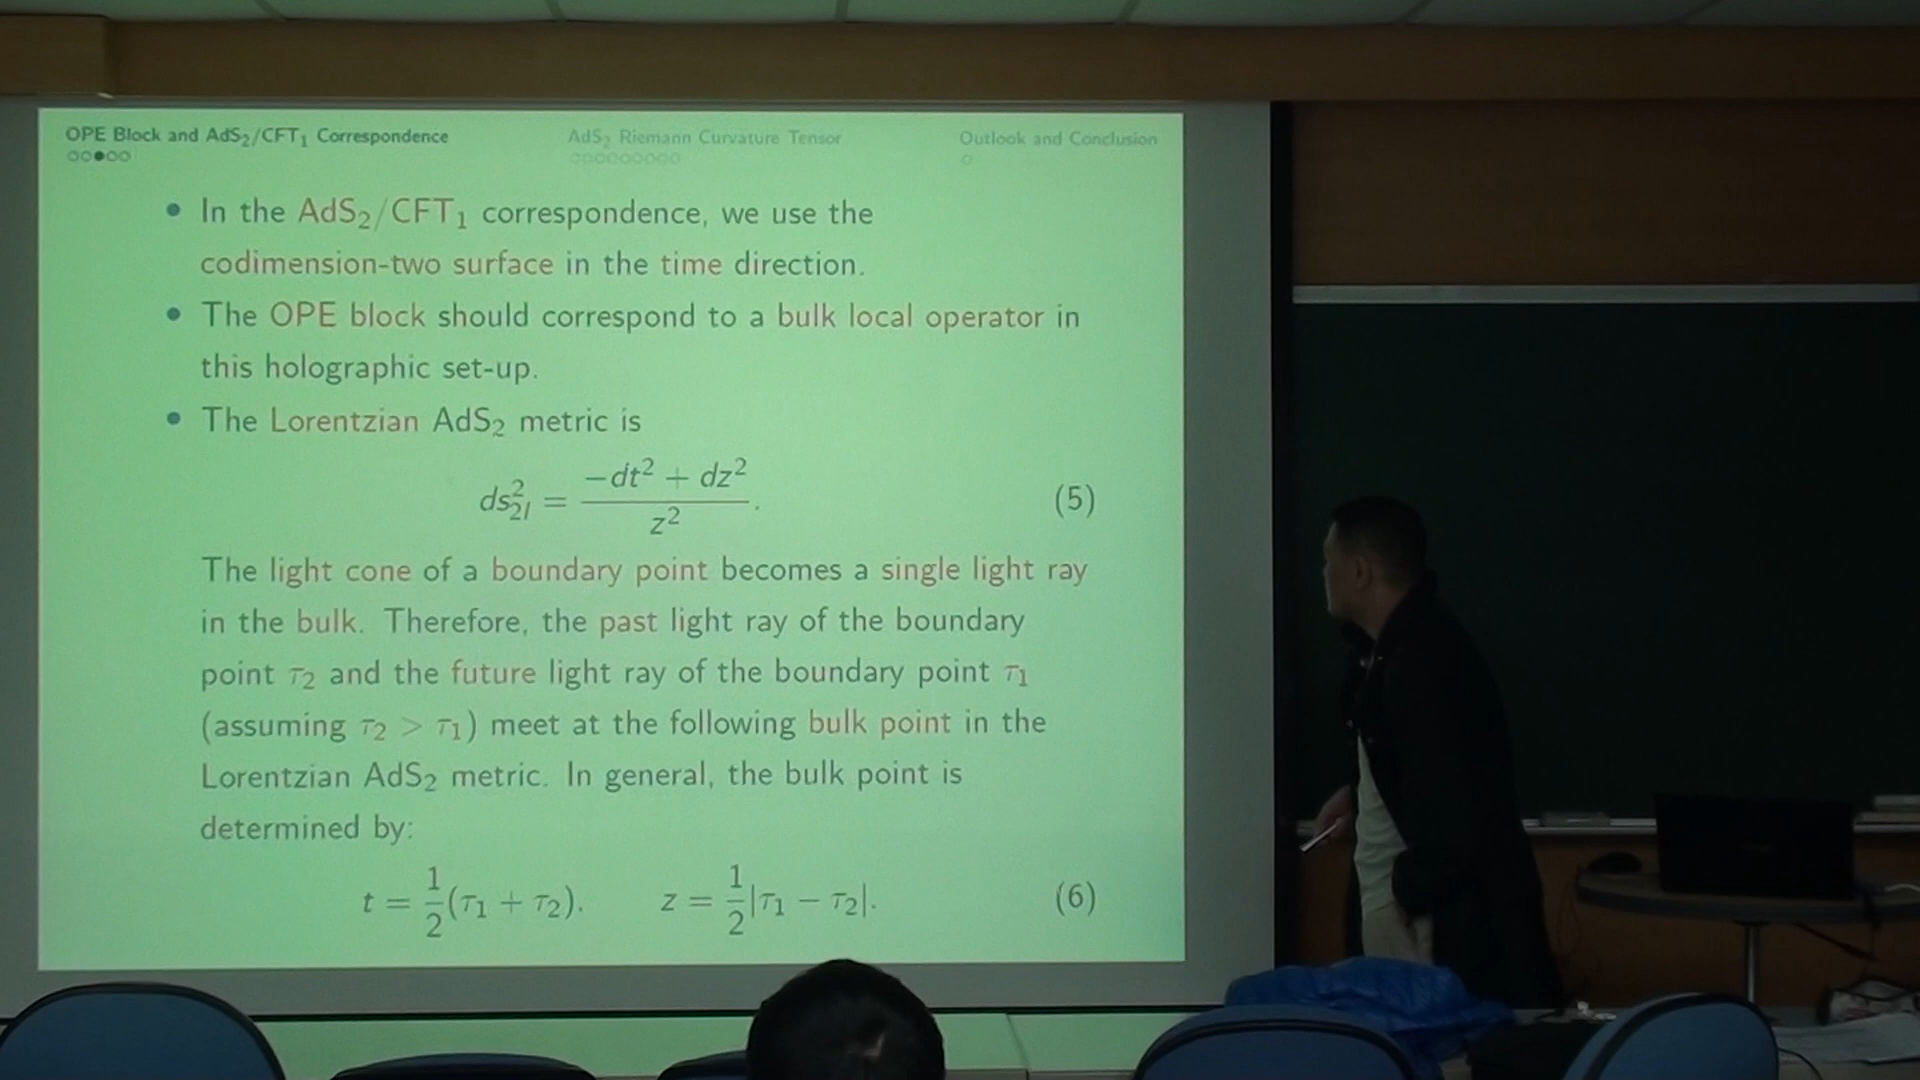 OPE Block and AdS₂/CFT₁ Correspondence
AdS₂ Riemann Curvature Tensor
Outlook and Conclusion
• In the AdS₂/CFT₁ correspondence, we use the
codimension-two surface in the time direction.
• The OPE block should correspond to a bulk local operator in
this holographic set-up.
• The Lorentzian AdS₂ metric is
ds²₂ₗ = (−dt² + dz²)/z². (5)
The light cone of a boundary point becomes a single light ray
in the bulk. Therefore, the past light ray of the boundary
point τ₂ and the future light ray of the boundary point τ₁
(assuming τ₂ > τ₁) meet at the following bulk point in the
Lorentzian AdS₂ metric. In general, the bulk point is
determined by:
t = 1/2(τ₁ + τ₂). z = 1/2|τ₁ − τ₂|. (6)